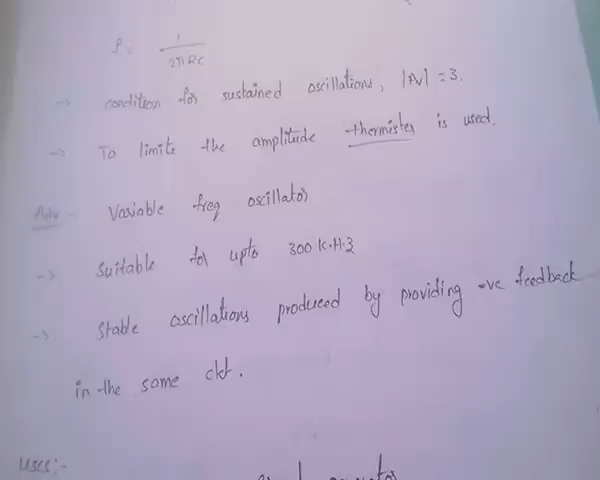 f = 1/2πRC
→ condition for sustained oscillations, |AV| = 3.
→ To limite the amplitude thermister is used.
Adv:- Variable freq oscillator
→ Suitable for upto 300 K.Hz
→ Stable oscillations produced by providing -ve feedback
in the same ckt.
uses:-